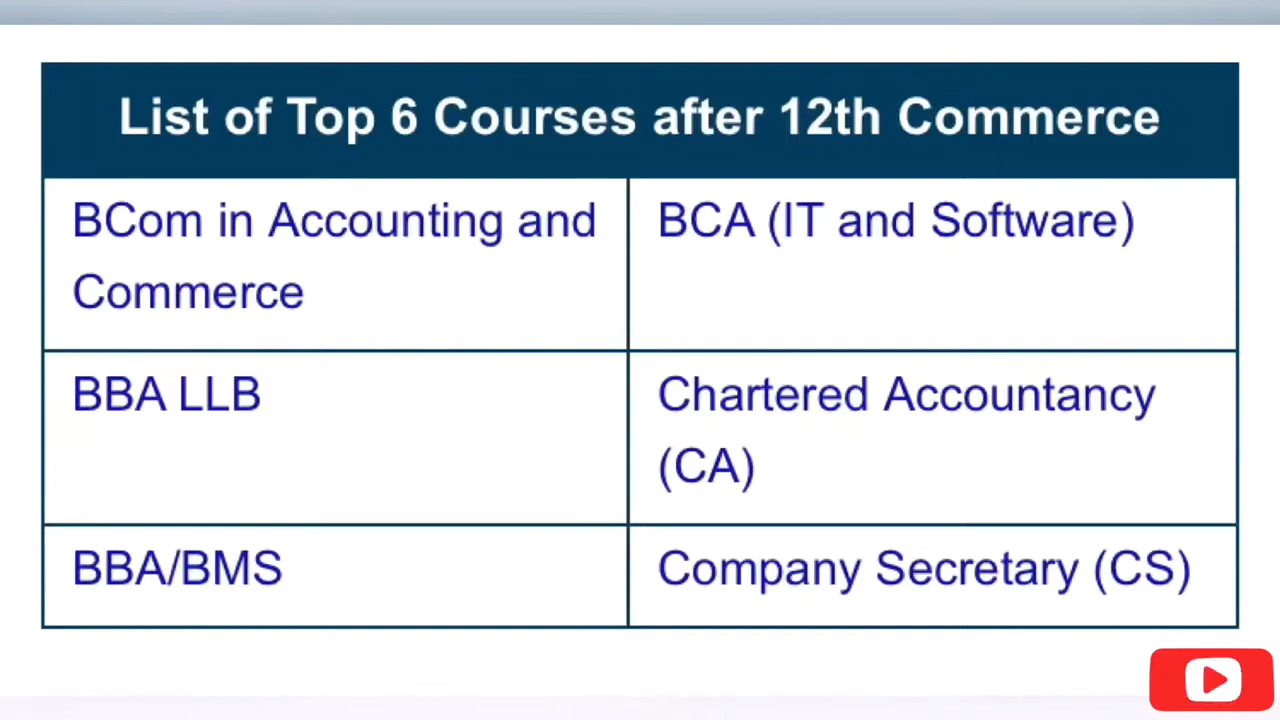 List of Top 6 Courses after 12th Commerce
BCom in Accounting and
Commerce
BCA (IT and Software)
BBA LLB
Chartered Accountancy
(CA)
BBA/BMS
Company Secretary (CS)